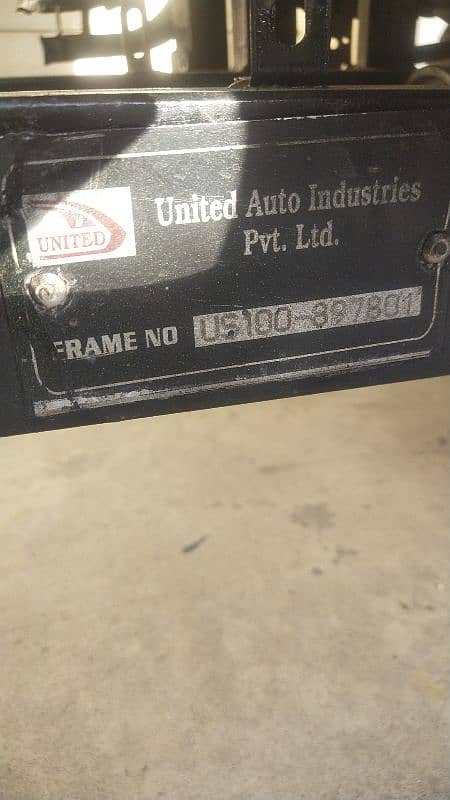 UNITED
United Auto Industries
Pvt. Ltd.
FRAME NO